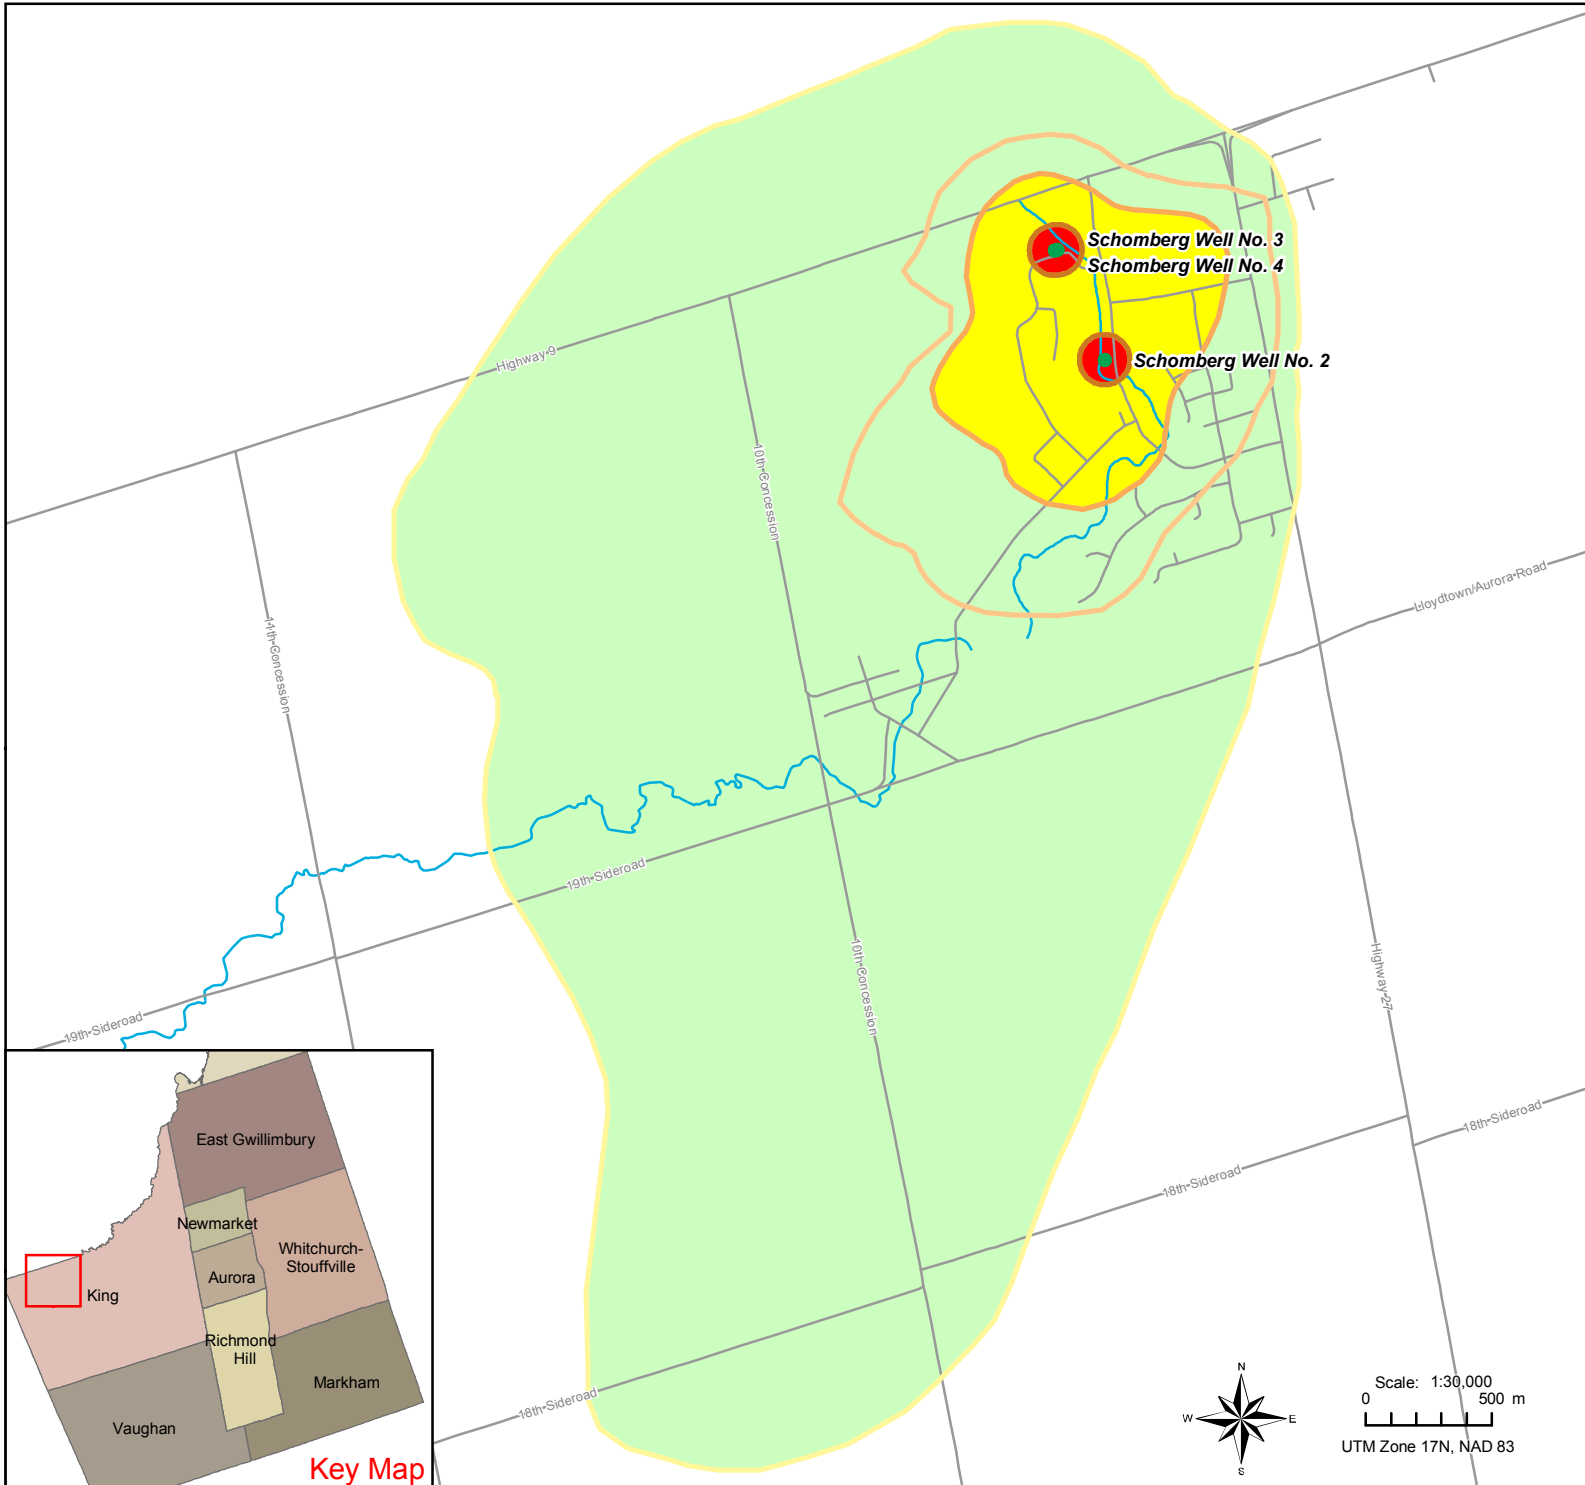 Schomberg Well No. 3
Schomberg Well No. 4
Highway 9
Schomberg Well No. 2
10th Concession
Lloydtown/Aurora Road
11th Concession
19th Sideroad
10th Concession
Highway 27
19th Sideroad
18th Sideroad
18th Sideroad
18th Sideroad
East Gwillimbury
Newmarket
Whitchurch-
Stouffville
Aurora
King
Richmond
Hill
Markham
Vaughan
Key Map
N
W
E
S
Scale: 1:30,000
0 500 m
UTM Zone 17N, NAD 83